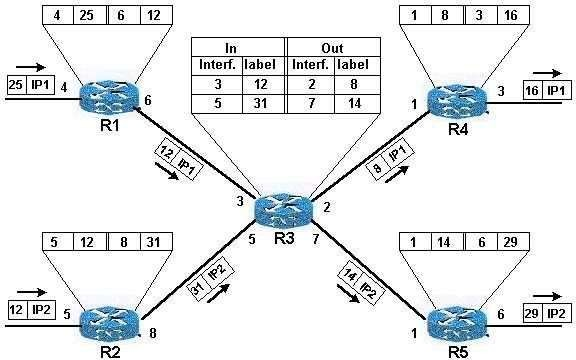 4 25 6 12
1 8 3 16
In Out
Interf. label Interf. label
3 12 2 8
5 31 7 14
25 IP1
4
6
R1
12 IP1
1
3
16 IP1
R4
8 IP1
3
2
R3
5
7
5 12 8 31
1 14 6 29
12 IP2
5
8
R2
31 IP2
14 IP2
1
6
29 IP2
R5